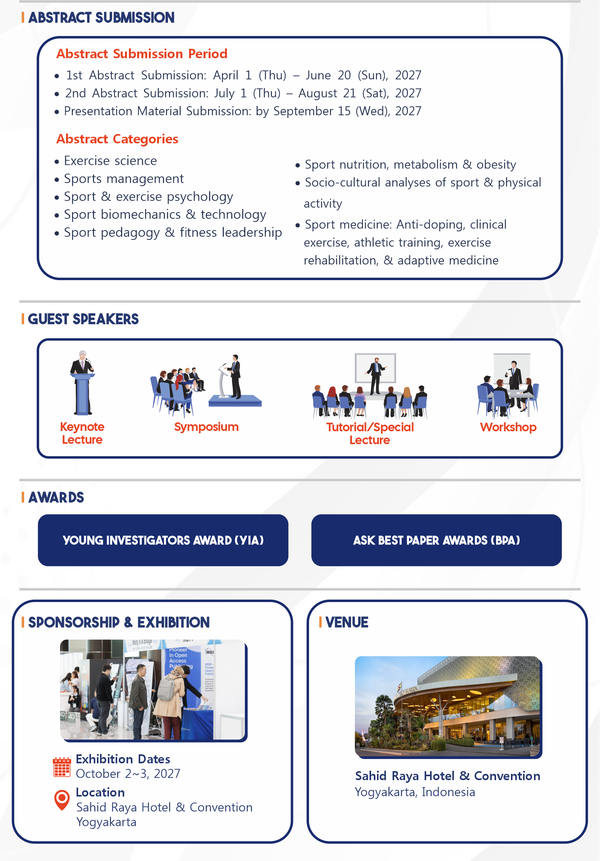 ABSTRACT SUBMISSION
Abstract Submission Period
• 1st Abstract Submission: April 1 (Thu) – June 20 (Sun), 2027
• 2nd Abstract Submission: July 1 (Thu) – August 21 (Sat), 2027
• Presentation Material Submission: by September 15 (Wed), 2027
Abstract Categories
• Exercise science
• Sports management
• Sport & exercise psychology
• Sport biomechanics & technology
• Sport pedagogy & fitness leadership
• Sport nutrition, metabolism & obesity
• Socio-cultural analyses of sport & physical
activity
• Sport medicine: Anti-doping, clinical
exercise, athletic training, exercise
rehabilitation, & adaptive medicine
GUEST SPEAKERS
Keynote
Lecture
Symposium
Tutorial/Special
Lecture
Workshop
AWARDS
YOUNG INVESTIGATORS AWARD (YIA)
ASK BEST PAPER AWARDS (BPA)
SPONSORSHIP & EXHIBITION
Pioneer
in Open
Access
Exhibition Dates
October 2~3, 2027
Location
Sahid Raya Hotel & Convention
Yogyakarta
VENUE
Sahid Raya Hotel & Convention
Yogyakarta, Indonesia